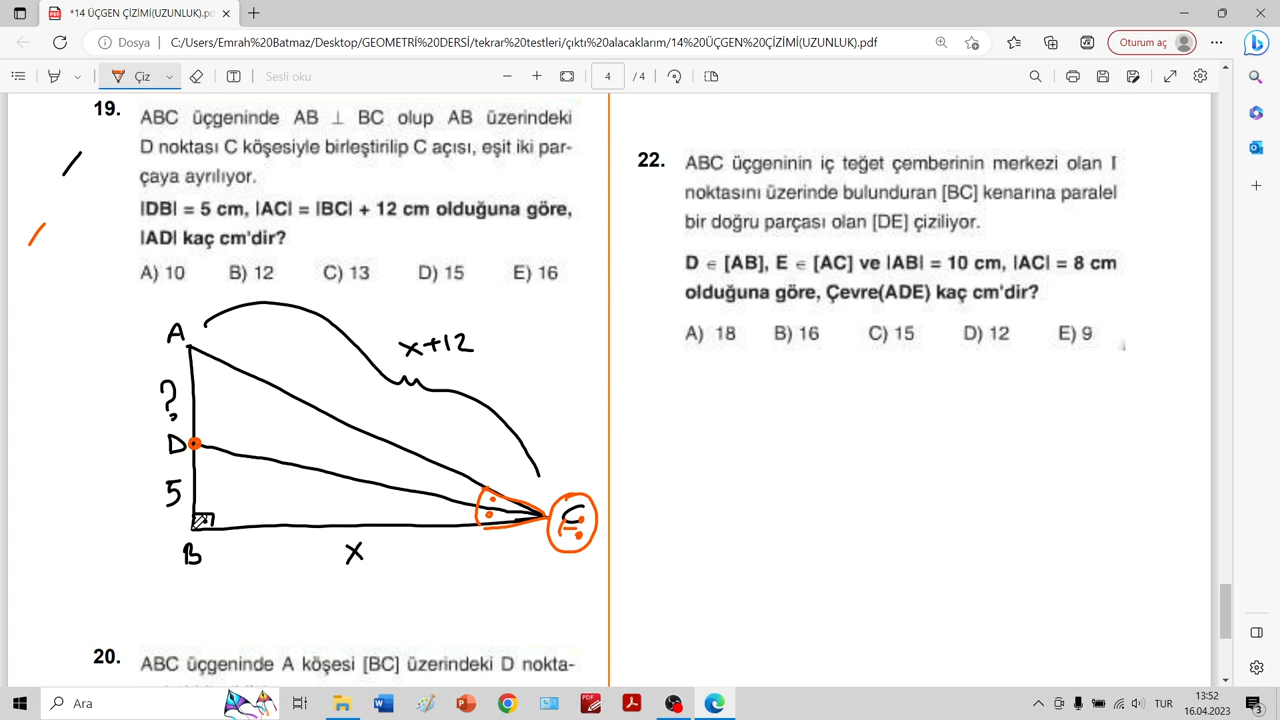 *14 ÜÇGEN ÇİZİMİ(UZUNLUK).pd
Dosya
C:/Users/Emrah%20Batmaz/Desktop/GEOMETRİ%20DERSİ/tekrar%20testleri/çıktı%20alacaklarım/14%20ÜÇGEN%20ÇİZİMİ(UZUNLUK).pdf
Oturum aç
Çiz
Sesli oku
4
/ 4
19.
ABC üçgeninde AB ⊥ BC olup AB üzerindeki
D noktası C köşesiyle birleştirilip C açısı, eşit iki par-
çaya ayrılıyor.
|DB| = 5 cm, |AC| = |BC| + 12 cm olduğuna göre,
|AD| kaç cm'dir?
A) 10 B) 12 C) 13 D) 15 E) 16
A
x+12
?
D
5
C
B
x
20.
ABC üçgeninde A köşesi [BC] üzerindeki D nokta-
22.
ABC üçgeninin iç teğet çemberinin merkezi olan I
noktasını üzerinde bulunduran [BC] kenarına paralel
bir doğru parçası olan [DE] çiziliyor.
D ∈ [AB], E ∈ [AC] ve |AB| = 10 cm, |AC| = 8 cm
olduğuna göre, Çevre(ADE) kaç cm'dir?
A) 18 B) 16 C) 15 D) 12 E) 9
Ara
TUR
13:52
16.04.2023
3